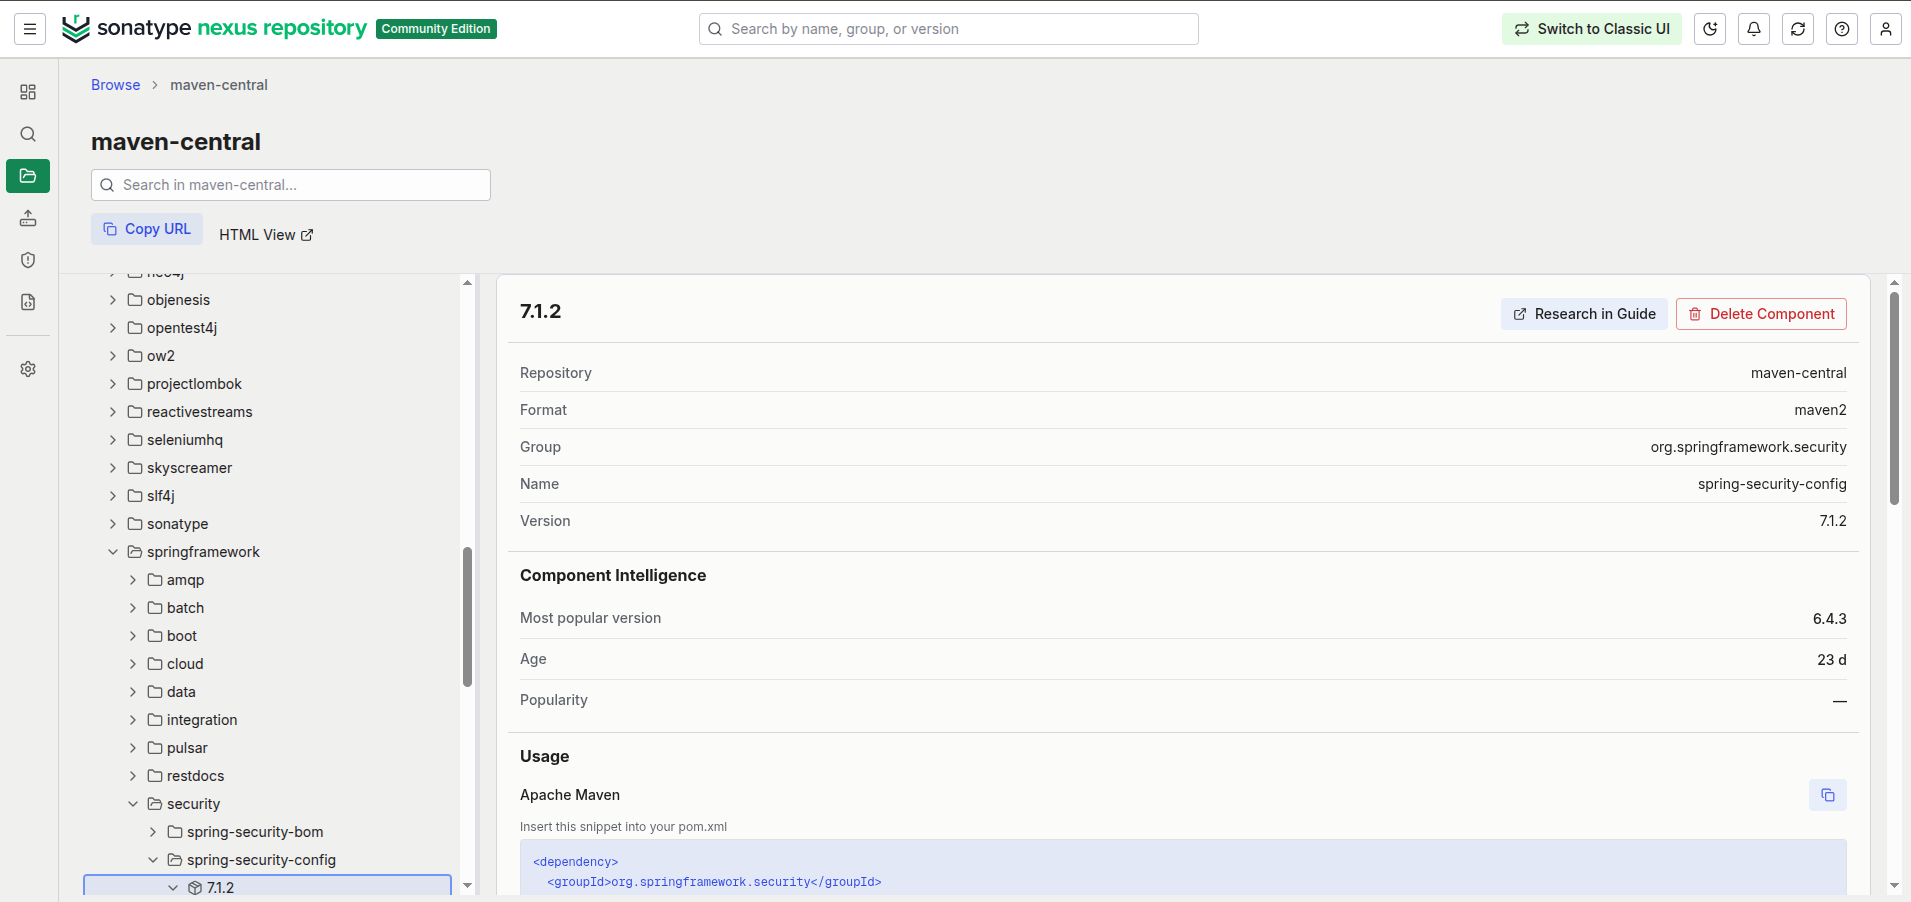 sonatype nexus repository Community Edition
Search by name, group, or version
Switch to Classic UI
Browse > maven-central
maven-central
Search in maven-central...
Copy URL
HTML View
neo4j
objenesis
opentest4j
ow2
projectlombok
reactivestreams
seleniumhq
skyscreamer
slf4j
sonatype
springframework
amqp
batch
boot
cloud
data
integration
pulsar
restdocs
security
spring-security-bom
spring-security-config
7.1.2
7.1.2
Research in Guide
Delete Component
Repository maven-central
Format maven2
Group org.springframework.security
Name spring-security-config
Version 7.1.2
Component Intelligence
Most popular version 6.4.3
Age 23 d
Popularity —
Usage
Apache Maven
Insert this snippet into your pom.xml
<dependency>
<groupId>org.springframework.security</groupId>